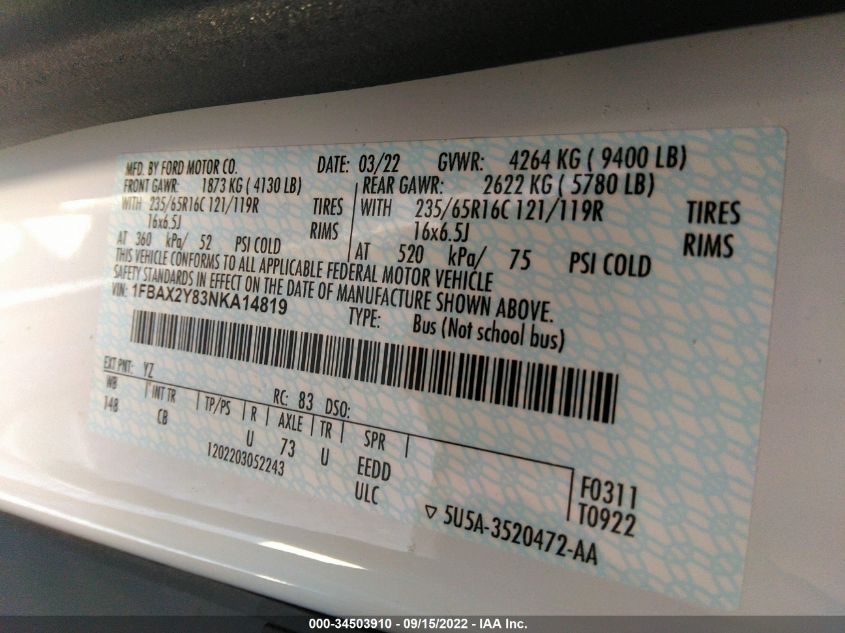 MFD. BY FORD MOTOR CO. DATE: 03/22 GVWR: 4264 KG ( 9400 LB)
FRONT GAWR: 1873 KG ( 4130 LB) REAR GAWR: 2622 KG ( 5780 LB)
WITH 235/65R16C 121/119R TIRES WITH 235/65R16C 121/119R TIRES
16x6.5J RIMS 16x6.5J RIMS
AT 360 kPa/ 52 PSI COLD AT 520 kPa/ 75 PSI COLD
THIS VEHICLE CONFORMS TO ALL APPLICABLE FEDERAL MOTOR VEHICLE
SAFETY STANDARDS IN EFFECT ON THE DATE OF MANUFACTURE SHOWN ABOVE.
VIN: 1FBAX2Y83NKA14819
TYPE: Bus (Not school bus)
EXT PNT: YZ RC: 83 DSO:
WB INT TR TP/PS R AXLE TR SPR
148 CB U 73 U EEDD
1202203052243 ULC
F0311
T0922
▽ 5U5A-3520472-AA
000-34503910 - 09/15/2022 - IAA Inc.